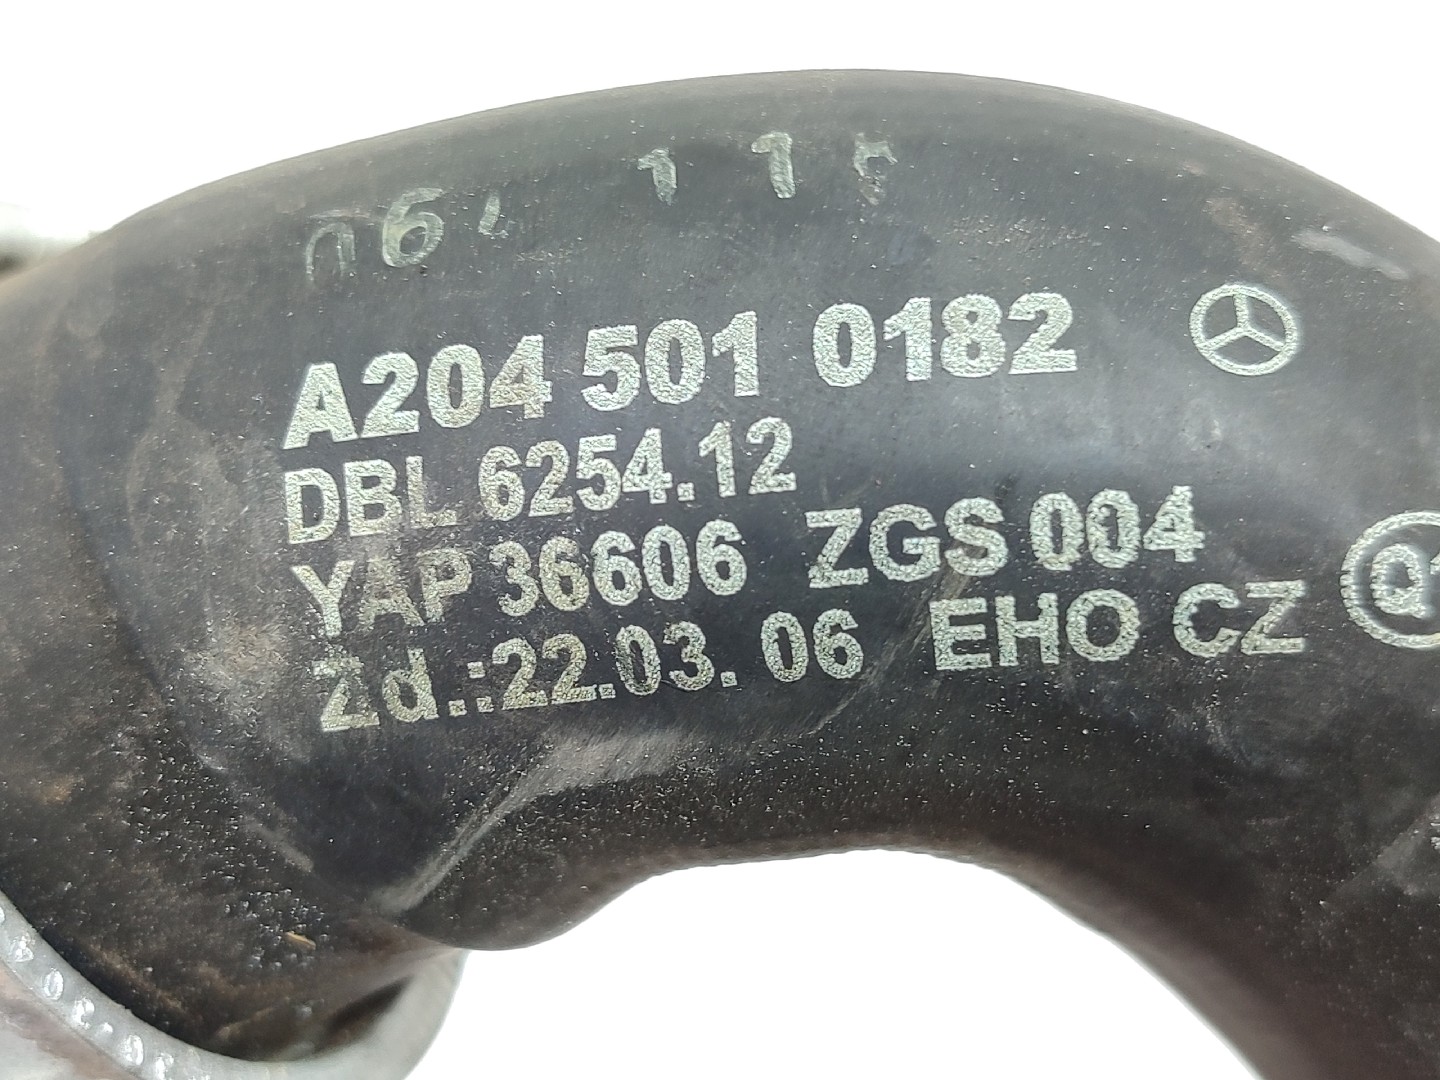 A204 501 0182
DBL 6254.12
YAP 36606 ZGS 004
Zd.:22.03.06 EHO CZ